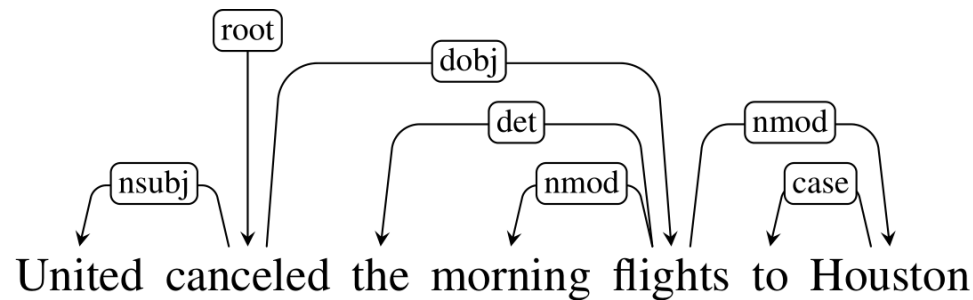 root
dobj
det
nmod
nsubj
nmod
case
United canceled the morning flights to Houston